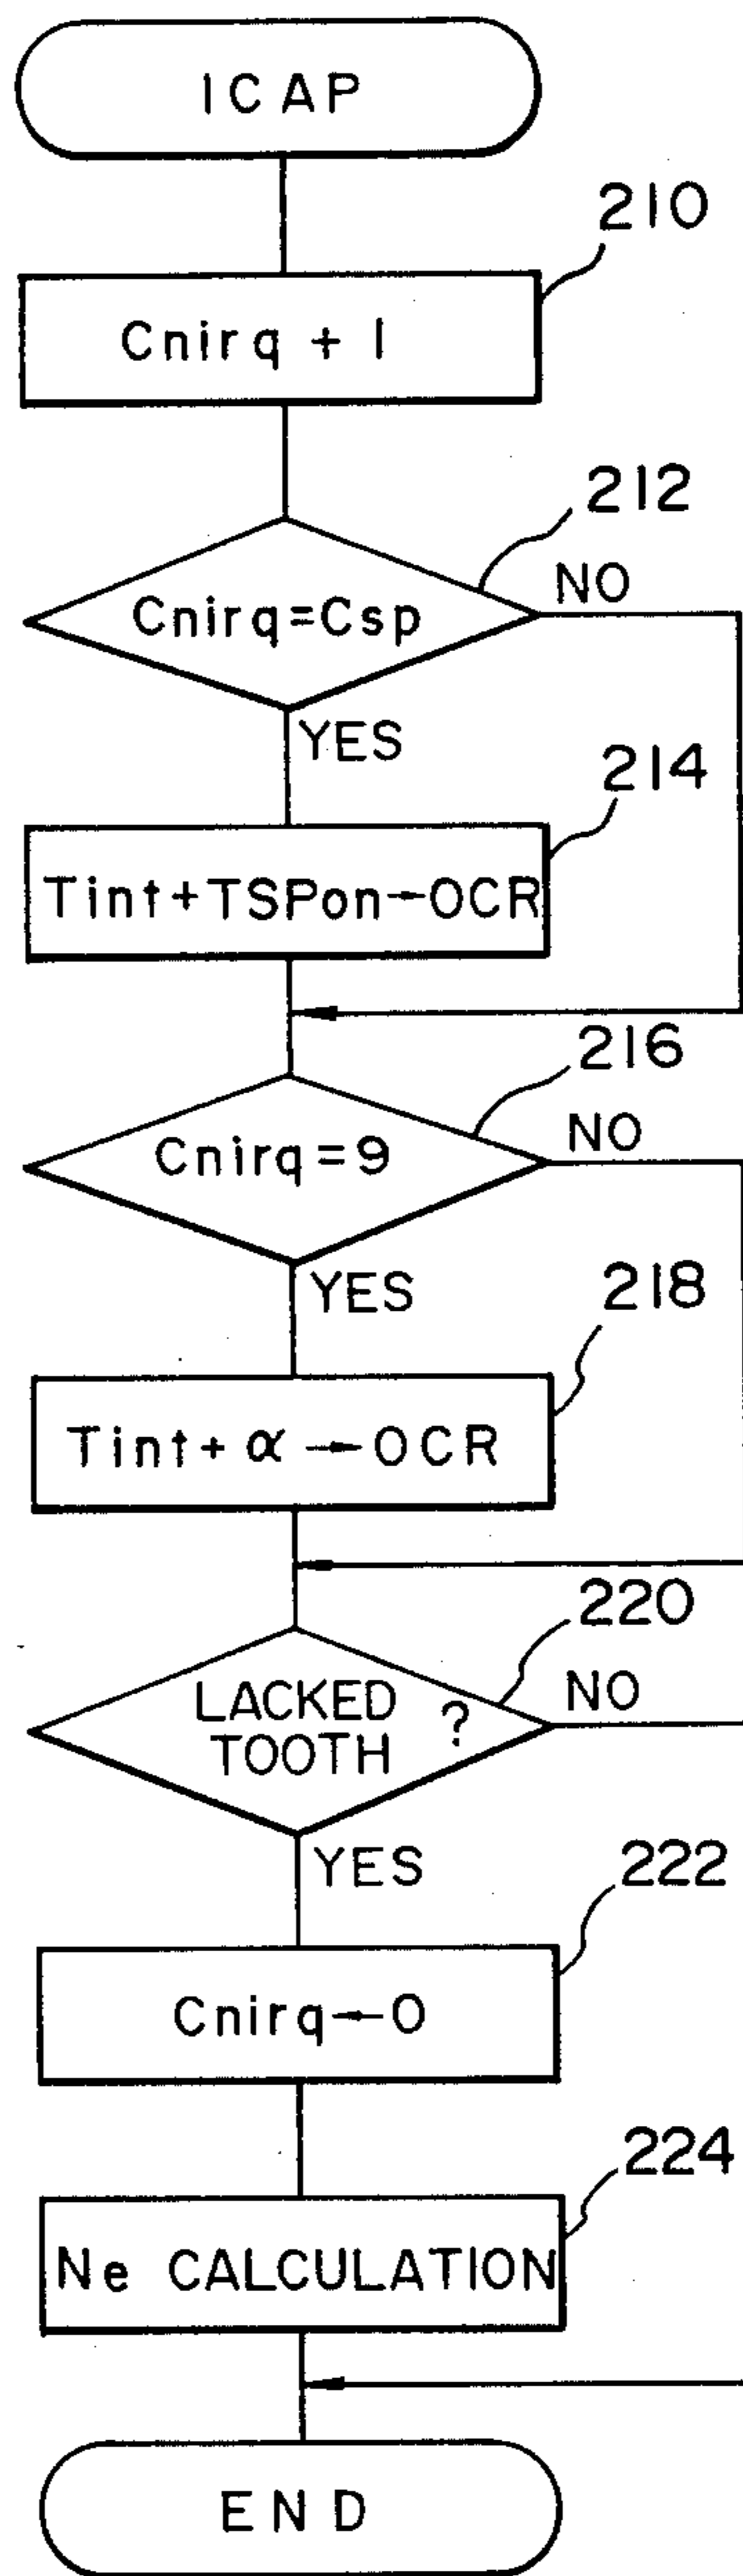 ICAP
210
Cnirq + 1
212
Cnirq=Csp
NO
YES
214
Tint+TSPon→OCR
216
Cnirq=9
NO
YES
218
Tint+α→OCR
220
LACKED
TOOTH ?
NO
YES
222
Cnirq←0
224
Ne CALCULATION
END